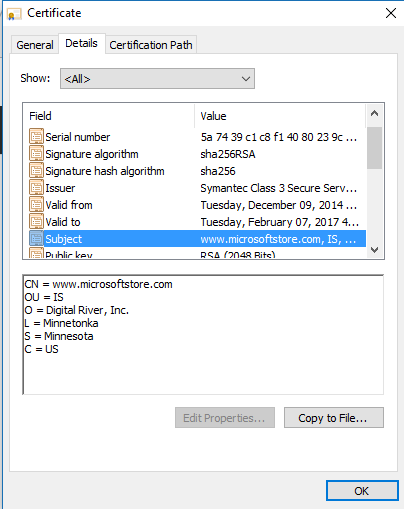 Certificate
General Details Certification Path
Show: <All>
Field Value
Serial number 5a 74 39 c1 c8 f1 40 80 23 9c ...
Signature algorithm sha256RSA
Signature hash algorithm sha256
Issuer Symantec Class 3 Secure Serv...
Valid from Tuesday, December 09, 2014 ...
Valid to Tuesday, February 07, 2017 4...
Subject www.microsoftstore.com, IS, ...
Public key RSA (2048 Bits)
CN = www.microsoftstore.com
OU = IS
O = Digital River, Inc.
L = Minnetonka
S = Minnesota
C = US
Edit Properties... Copy to File...
OK